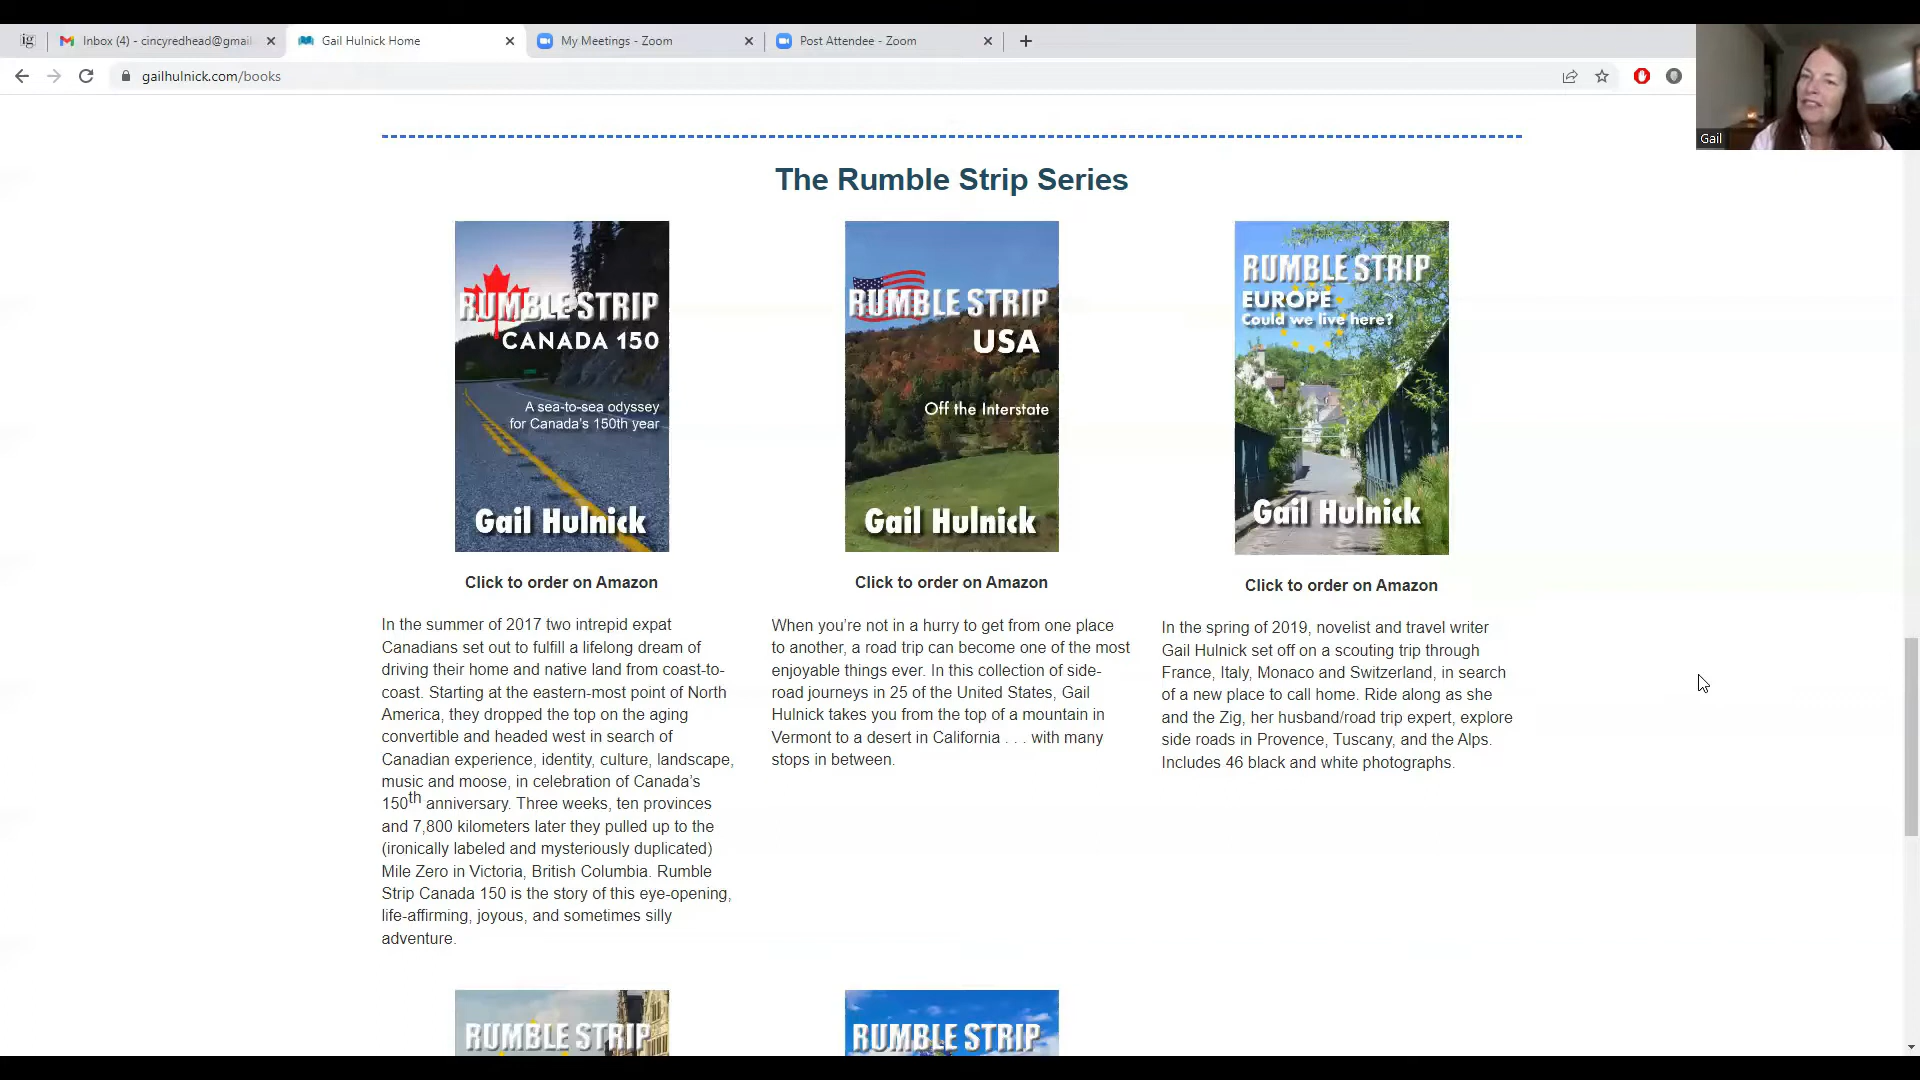 ig
Inbox (4) - cincyredhead@gmail
Gail Hulnick Home
My Meetings - Zoom
Post Attendee - Zoom
gailhulnick.com/books
Gail
The Rumble Strip Series
RUMBLE STRIP
CANADA 150
A sea-to-sea odyssey
for Canada's 150th year
Gail Hulnick
RUMBLE STRIP
USA
Off the Interstate
Gail Hulnick
RUMBLE STRIP
EUROPE
Could we live here?
Gail Hulnick
Click to order on Amazon
Click to order on Amazon
Click to order on Amazon
In the summer of 2017 two intrepid expat
Canadians set out to fulfill a lifelong dream of
driving their home and native land from coast-to-
coast. Starting at the eastern-most point of North
America, they dropped the top on the aging
convertible and headed west in search of
Canadian experience, identity, culture, landscape,
music and moose, in celebration of Canada’s
150th anniversary. Three weeks, ten provinces
and 7,800 kilometers later they pulled up to the
(ironically labeled and mysteriously duplicated)
Mile Zero in Victoria, British Columbia. Rumble
Strip Canada 150 is the story of this eye-opening,
life-affirming, joyous, and sometimes silly
adventure.
When you’re not in a hurry to get from one place
to another, a road trip can become one of the most
enjoyable things ever. In this collection of side-
road journeys in 25 of the United States, Gail
Hulnick takes you from the top of a mountain in
Vermont to a desert in California . . . with many
stops in between.
In the spring of 2019, novelist and travel writer
Gail Hulnick set off on a scouting trip through
France, Italy, Monaco and Switzerland, in search
of a new place to call home. Ride along as she
and the Zig, her husband/road trip expert, explore
side roads in Provence, Tuscany, and the Alps.
Includes 46 black and white photographs.
RUMBLE STRIP
RUMBLE STRIP